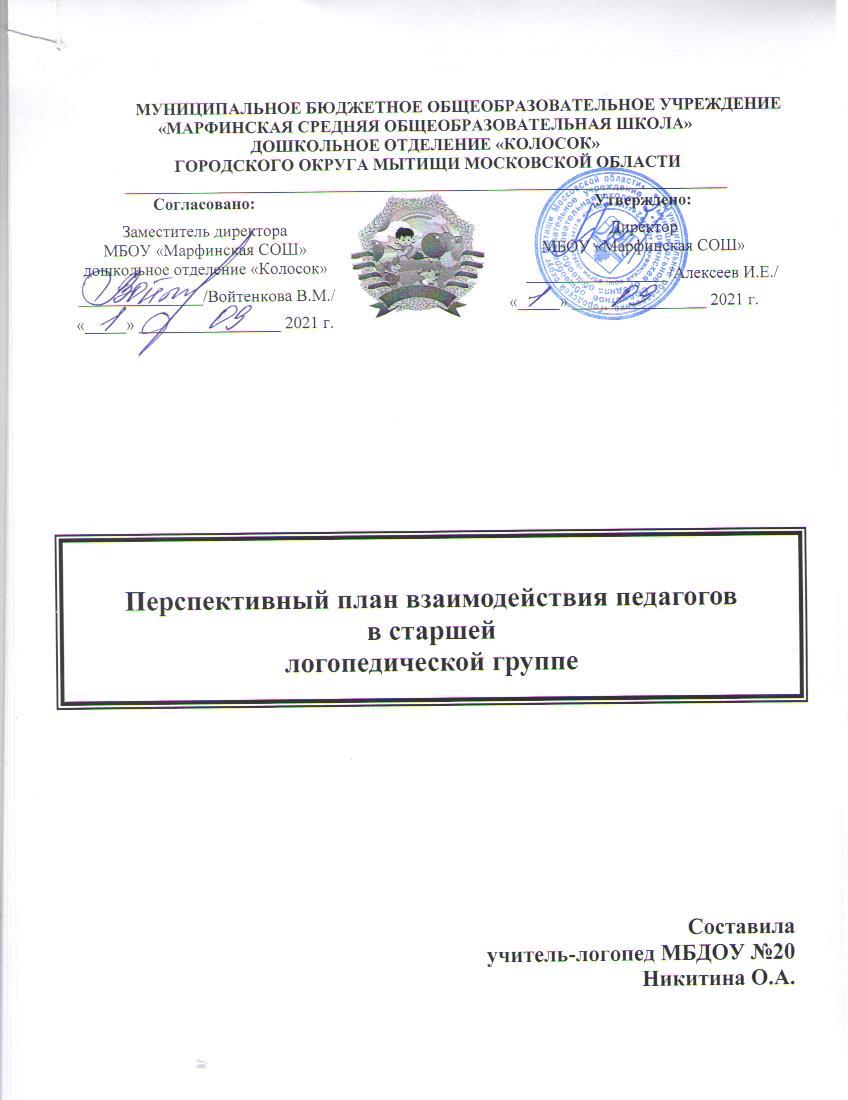 МУНИЦИПАЛЬНОЕ БЮДЖЕТНОЕ ОБЩЕОБРАЗОВАТЕЛЬНОЕ УЧРЕЖДЕНИЕ
«МАРФИНСКАЯ СРЕДНЯЯ ОБЩЕОБРАЗОВАТЕЛЬНАЯ ШКОЛА»
ДОШКОЛЬНОЕ ОТДЕЛЕНИЕ «КОЛОСОК»
ГОРОДСКОГО ОКРУГА МЫТИЩИ МОСКОВСКОЙ ОБЛАСТИ
Согласовано:
Заместитель директора
МБОУ «Марфинская СОШ»
дошкольное отделение «Колосок»
/Войтенкова В.М./
«1» 09 2021 г.
Утверждено:
Директор
МБОУ «Марфинская СОШ»
/Алексеев И.Е./
«1» 2021 г.
Перспективный план взаимодействия педагогов
в старшей
логопедической группе
Составила
учитель-логопед МБДОУ №20
Никитина О.А.